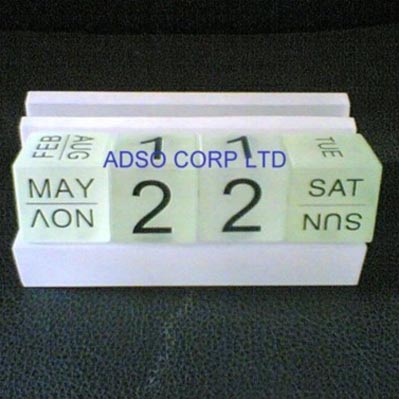 FEB
AUG
1
1
TUE
ADSO CORP LTD
MAY
NOV
2
2
SAT
SUN